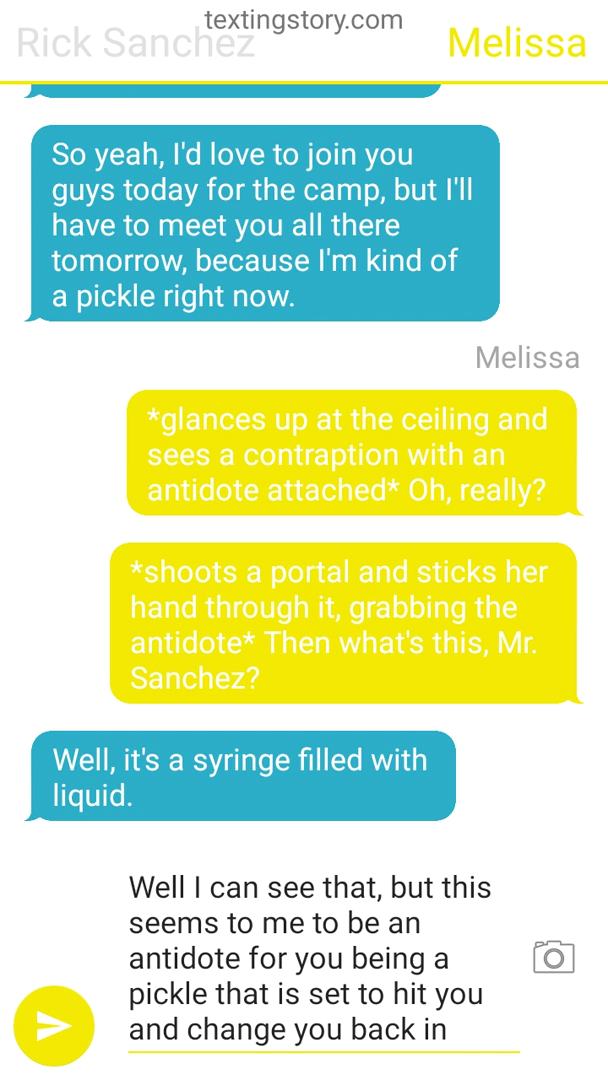 textingstory.com
Rick Sanchez
Melissa
So yeah, I'd love to join you
guys today for the camp, but I'll
have to meet you all there
tomorrow, because I'm kind of
a pickle right now.
Melissa
*glances up at the ceiling and
sees a contraption with an
antidote attached* Oh, really?
*shoots a portal and sticks her
hand through it, grabbing the
antidote* Then what's this, Mr.
Sanchez?
Well, it's a syringe filled with
liquid.
Well I can see that, but this
seems to me to be an
antidote for you being a
pickle that is set to hit you
and change you back in